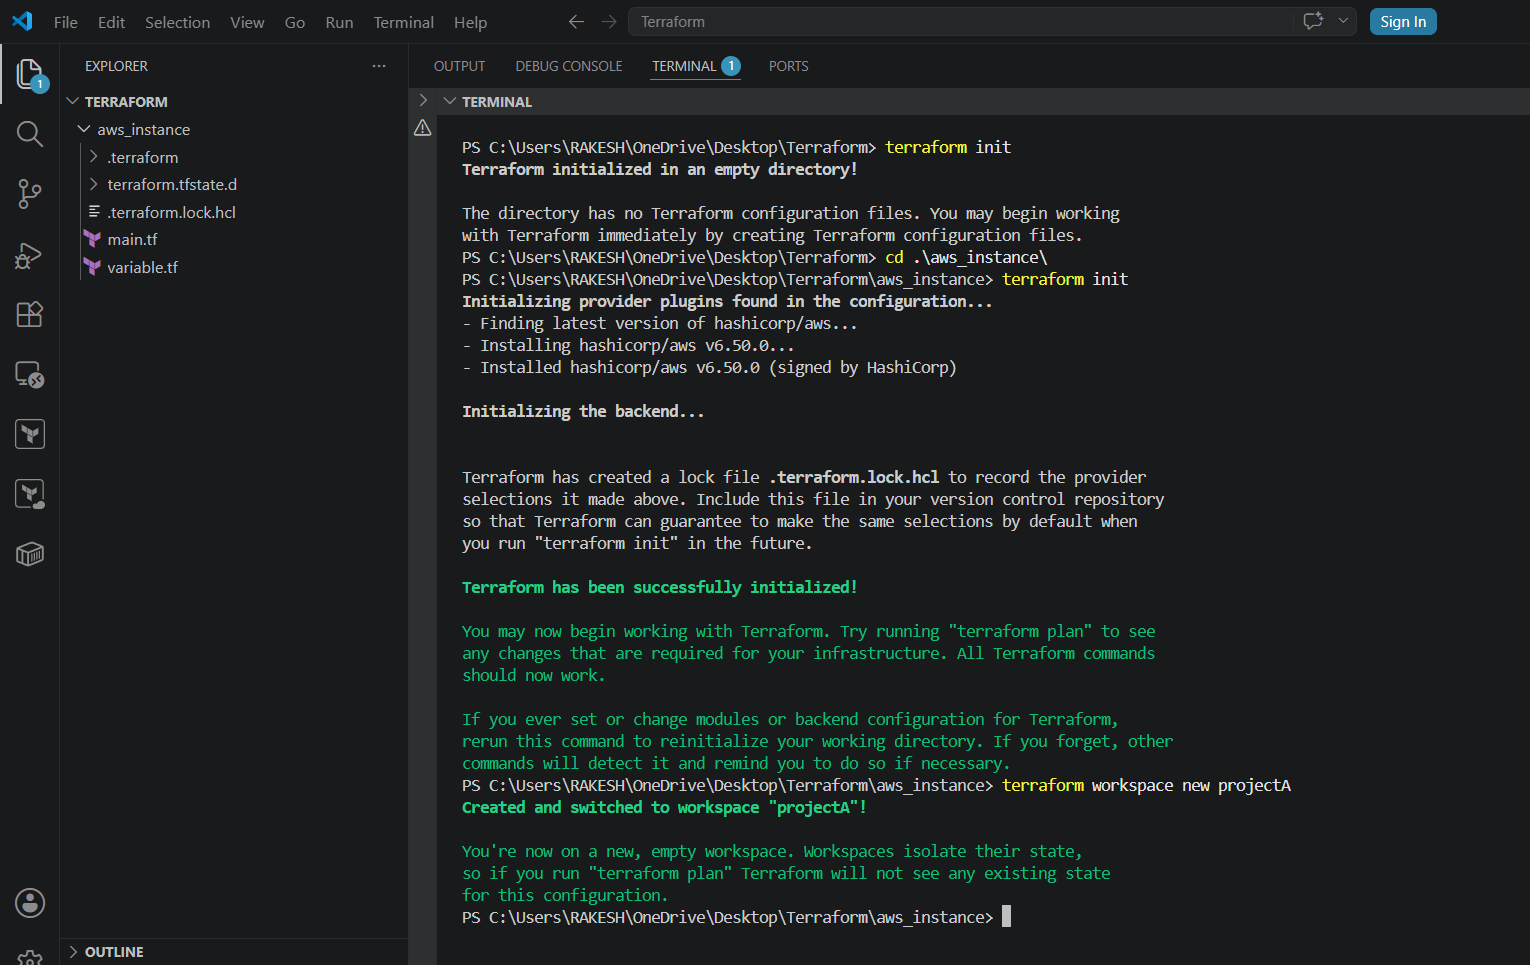 File Edit Selection View Go Run Terminal Help
Terraform
Sign In
1
EXPLORER
TERRAFORM
aws_instance
.terraform
terraform.tfstate.d
.terraform.lock.hcl
main.tf
variable.tf
OUTLINE
OUTPUT DEBUG CONSOLE TERMINAL 1 PORTS
TERMINAL
PS C:\Users\RAKESH\OneDrive\Desktop\Terraform> terraform init
Terraform initialized in an empty directory!
The directory has no Terraform configuration files. You may begin working
with Terraform immediately by creating Terraform configuration files.
PS C:\Users\RAKESH\OneDrive\Desktop\Terraform> cd .\aws_instance\
PS C:\Users\RAKESH\OneDrive\Desktop\Terraform\aws_instance> terraform init
Initializing provider plugins found in the configuration...
- Finding latest version of hashicorp/aws...
- Installing hashicorp/aws v6.50.0...
- Installed hashicorp/aws v6.50.0 (signed by HashiCorp)
Initializing the backend...
Terraform has created a lock file .terraform.lock.hcl to record the provider
selections it made above. Include this file in your version control repository
so that Terraform can guarantee to make the same selections by default when
you run "terraform init" in the future.
Terraform has been successfully initialized!
You may now begin working with Terraform. Try running "terraform plan" to see
any changes that are required for your infrastructure. All Terraform commands
should now work.
If you ever set or change modules or backend configuration for Terraform,
rerun this command to reinitialize your working directory. If you forget, other
commands will detect it and remind you to do so if necessary.
PS C:\Users\RAKESH\OneDrive\Desktop\Terraform\aws_instance> terraform workspace new projectA
Created and switched to workspace "projectA"!
You're now on a new, empty workspace. Workspaces isolate their state,
so if you run "terraform plan" Terraform will not see any existing state
for this configuration.
PS C:\Users\RAKESH\OneDrive\Desktop\Terraform\aws_instance>